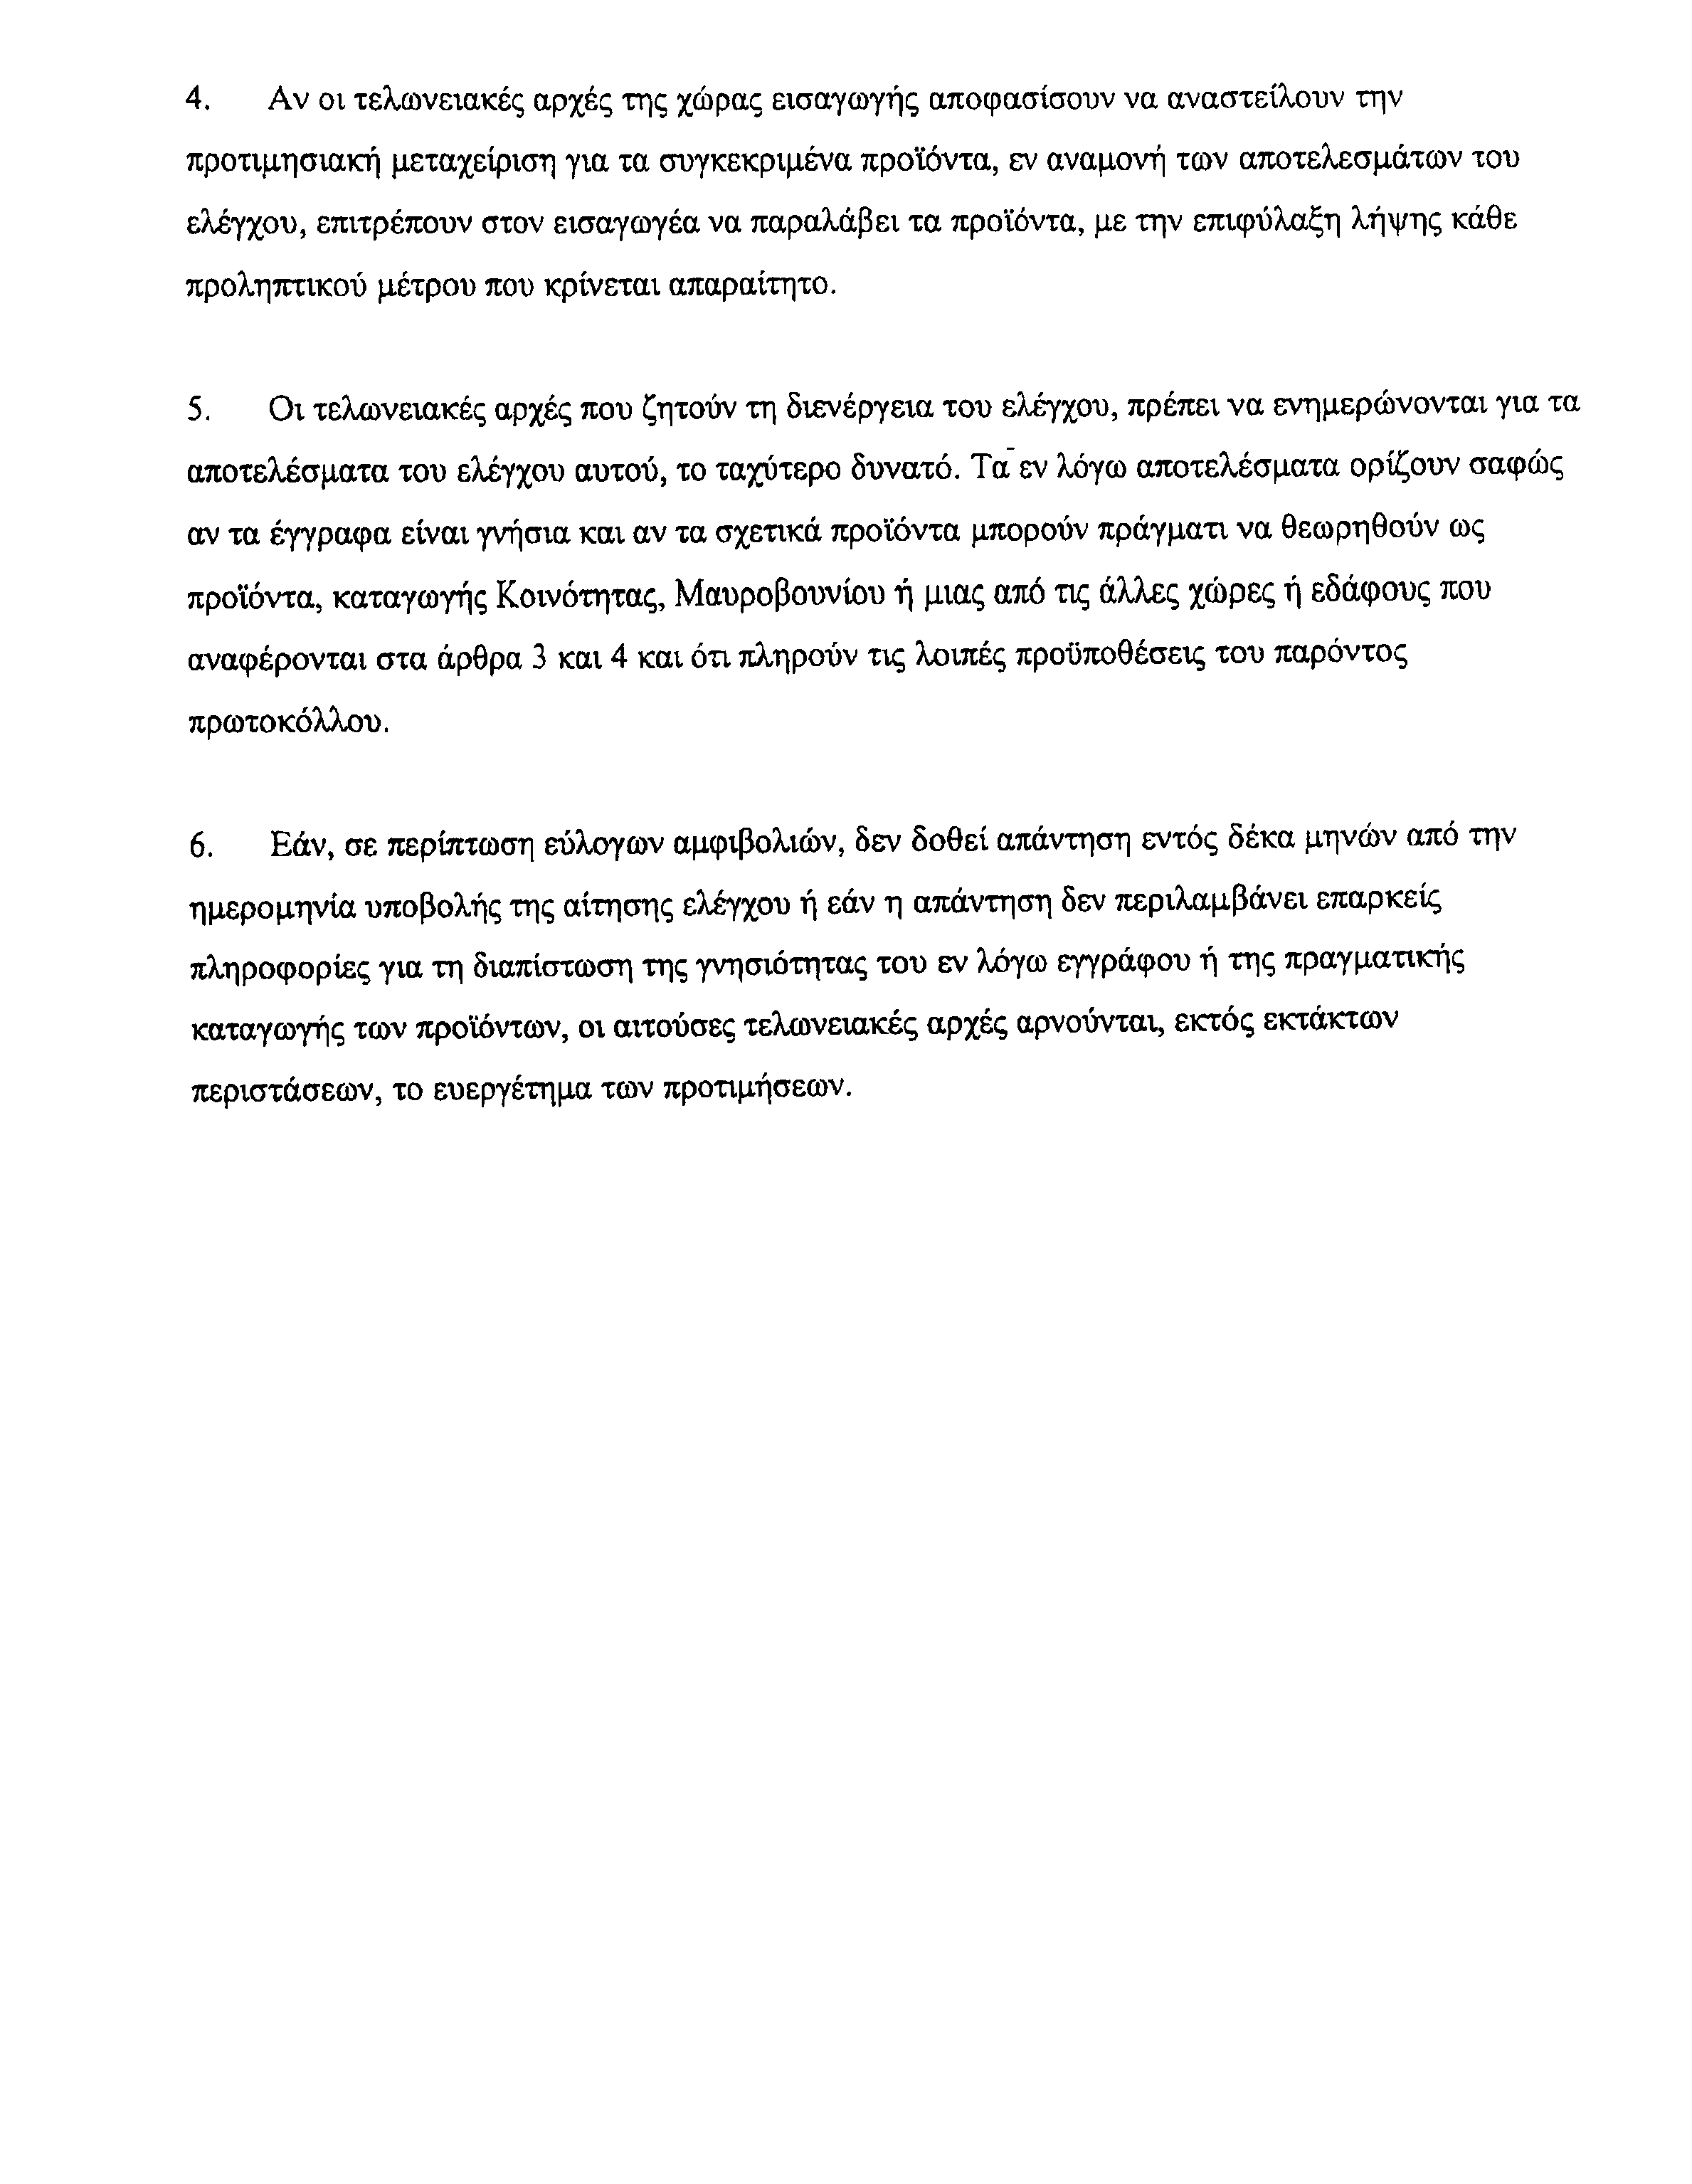 4. Αν οι τελωνειακές αρχές της χώρας εισαγωγής αποφασίσουν να αναστείλουν την
προτιμησιακή μεταχείριση για τα συγκεκριμένα προϊόντα, εν αναμονή των αποτελεσμάτων του
ελέγχου, επιτρέπουν στον εισαγωγέα να παραλάβει τα προϊόντα, με την επιφύλαξη λήψης κάθε
προληπτικού μέτρου που κρίνεται απαραίτητο.
5. Οι τελωνειακές αρχές που ζητούν τη διενέργεια του ελέγχου, πρέπει να ενημερώνονται για τα
αποτελέσματα του ελέγχου αυτού, το ταχύτερο δυνατό. Τα εν λόγω αποτελέσματα ορίζουν σαφώς
αν τα έγγραφα είναι γνήσια και αν τα σχετικά προϊόντα μπορούν πράγματι να θεωρηθούν ως
προϊόντα, καταγωγής Κοινότητας, Μαυροβουνίου ή μιας από τις άλλες χώρες ή εδάφους που
αναφέρονται στα άρθρα 3 και 4 και ότι πληρούν τις λοιπές προϋποθέσεις του παρόντος
πρωτοκόλλου.
6. Εάν, σε περίπτωση εύλογων αμφιβολιών, δεν δοθεί απάντηση εντός δέκα μηνών από την
ημερομηνία υποβολής της αίτησης ελέγχου ή εάν η απάντηση δεν περιλαμβάνει επαρκείς
πληροφορίες για τη διαπίστωση της γνησιότητας του εν λόγω εγγράφου ή της πραγματικής
καταγωγής των προϊόντων, οι αιτούσες τελωνειακές αρχές αρνούνται, εκτός εκτάκτων
περιστάσεων, το ευεργέτημα των προτιμήσεων.